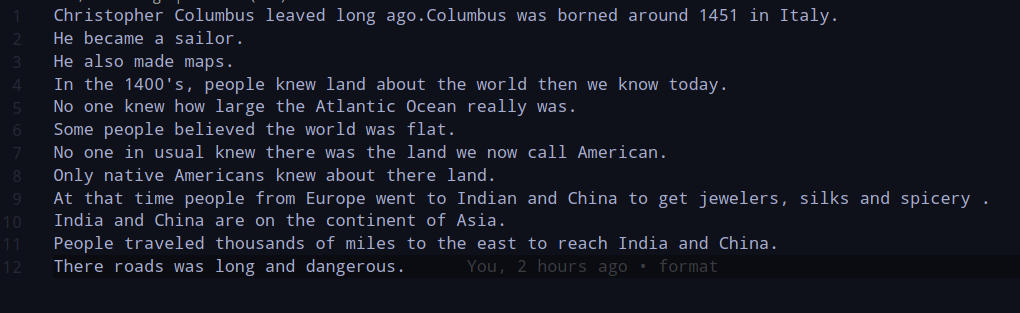 1 Christopher Columbus leaved long ago.Columbus was borned around 1451 in Italy.
2 He became a sailor.
3 He also made maps.
4 In the 1400's, people knew land about the world then we know today.
5 No one knew how large the Atlantic Ocean really was.
6 Some people believed the world was flat.
7 No one in usual knew there was the land we now call American.
8 Only native Americans knew about there land.
9 At that time people from Europe went to Indian and China to get jewelers, silks and spicery .
10 India and China are on the continent of Asia.
11 People traveled thousands of miles to the east to reach India and China.
12 There roads was long and dangerous. You, 2 hours ago • format